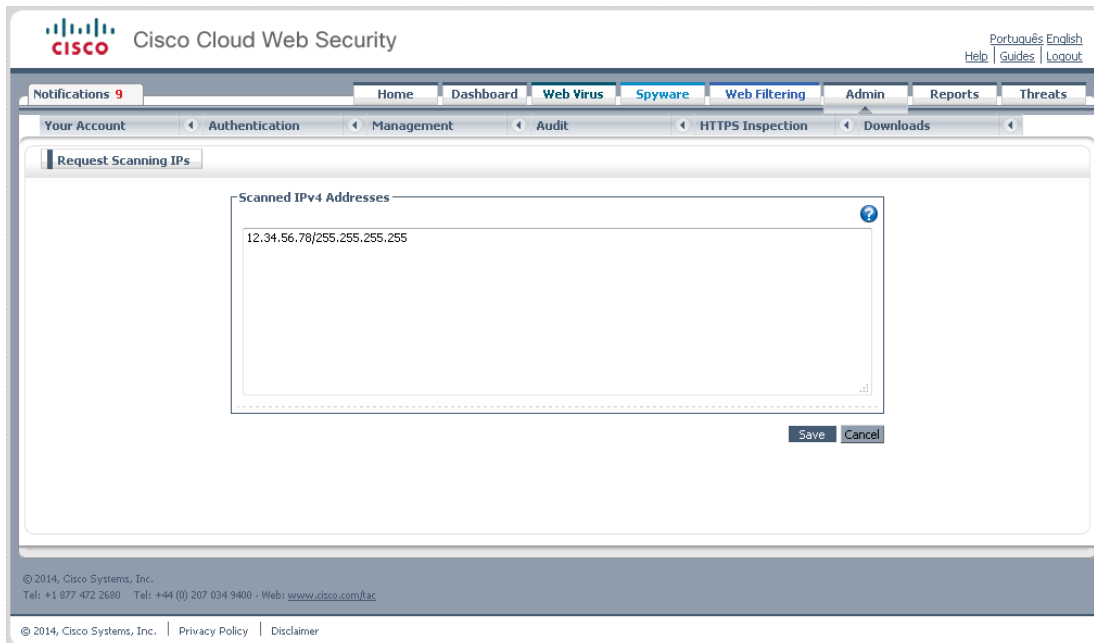 CISCO Cisco Cloud Web Security
Português English
Help | Guides | Logout
Notifications 9
Home Dashboard Web Virus Spyware Web Filtering Admin Reports Threats
Your Account Authentication Management Audit HTTPS Inspection Downloads
Request Scanning IPs
Scanned IPv4 Addresses
?
12.34.56.78/255.255.255.255
Save Cancel
© 2014, Cisco Systems, Inc.
Tel: +1 877 472 2680 Tel: +44 (0) 207 034 9400 - Web: www.cisco.com/tac
© 2014, Cisco Systems, Inc. | Privacy Policy | Disclaimer